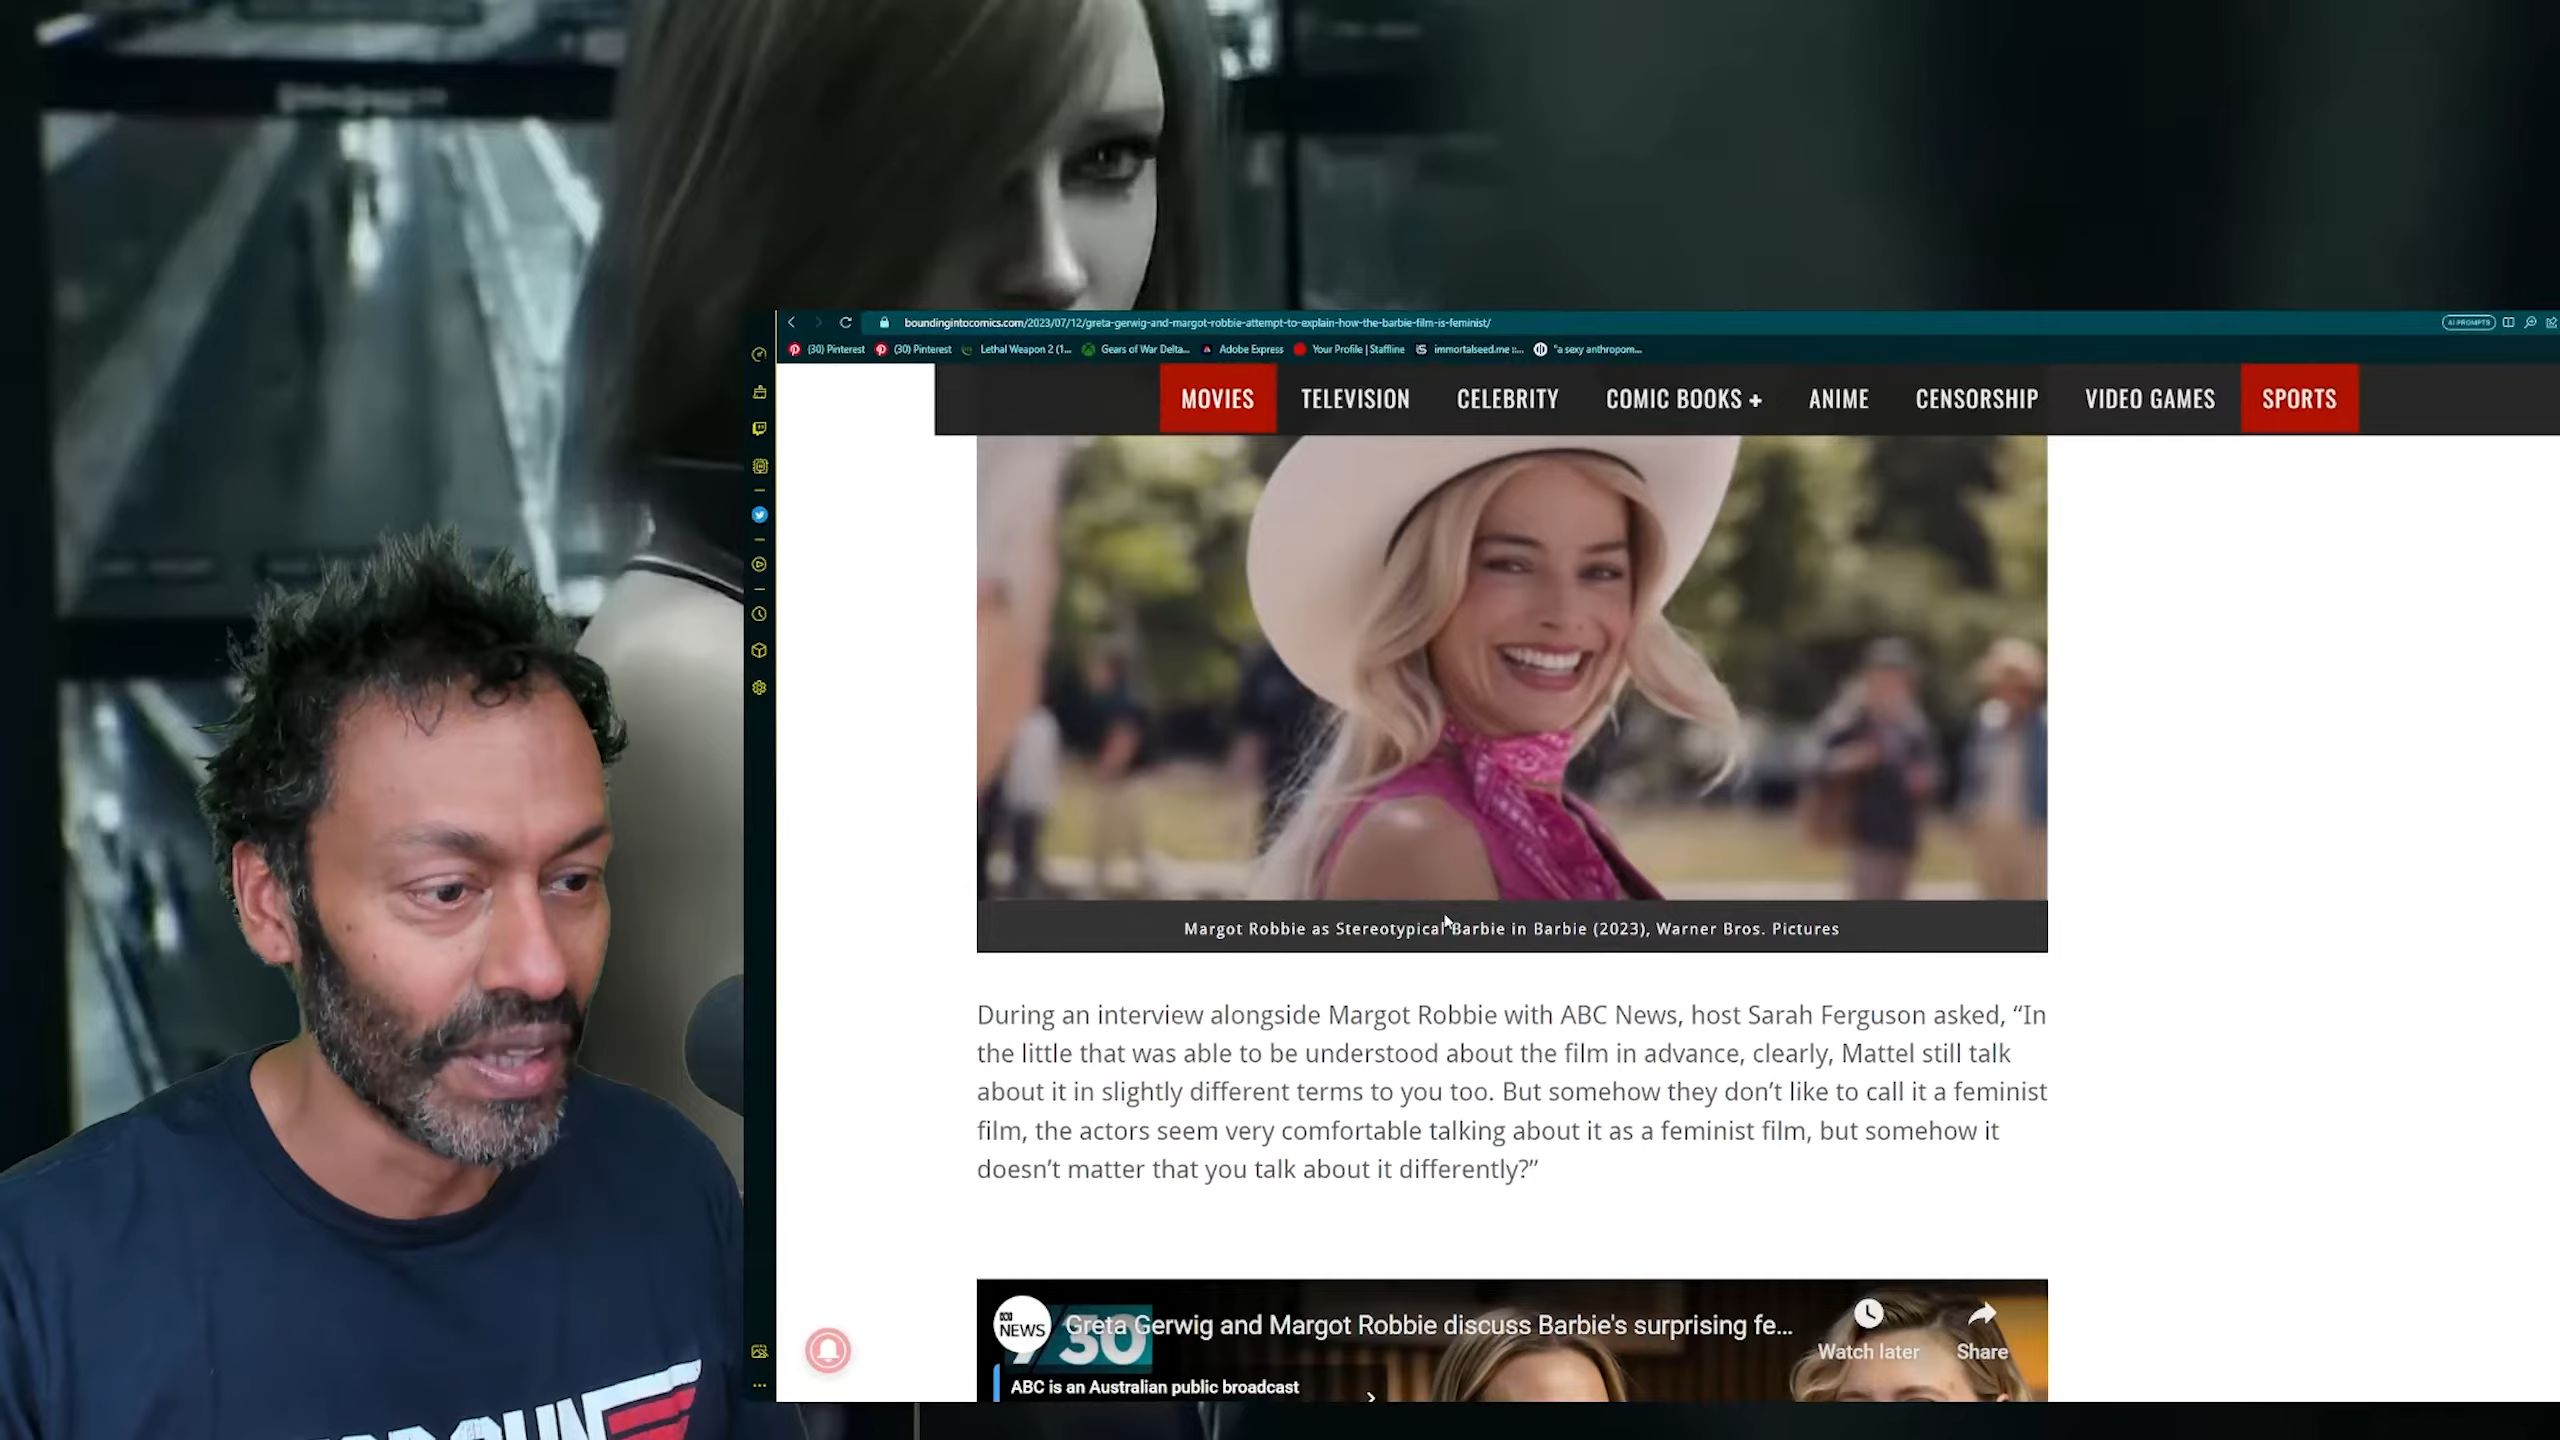 boundingintocomics.com/2023/07/12/greta-gerwig-and-margot-robbie-attempt-to-explain-how-the-barbie-film-is-feminist/
AI PROMPTS
(30) Pinterest (30) Pinterest Lethal Weapon 2 (1... Gears of War Delta... Adobe Express Your Profile | Staffline immortalseed.me ::... "a sexy anthropom...
MOVIES TELEVISION CELEBRITY COMIC BOOKS + ANIME CENSORSHIP VIDEO GAMES SPORTS
Margot Robbie as Stereotypical Barbie in Barbie (2023), Warner Bros. Pictures
During an interview alongside Margot Robbie with ABC News, host Sarah Ferguson asked, “In
the little that was able to be understood about the film in advance, clearly, Mattel still talk
about it in slightly different terms to you too. But somehow they don’t like to call it a feminist
film, the actors seem very comfortable talking about it as a feminist film, but somehow it
doesn’t matter that you talk about it differently?”
NEWS
Greta Gerwig and Margot Robbie discuss Barbie's surprising fe...
30
Watch later Share
ABC is an Australian public broadcast